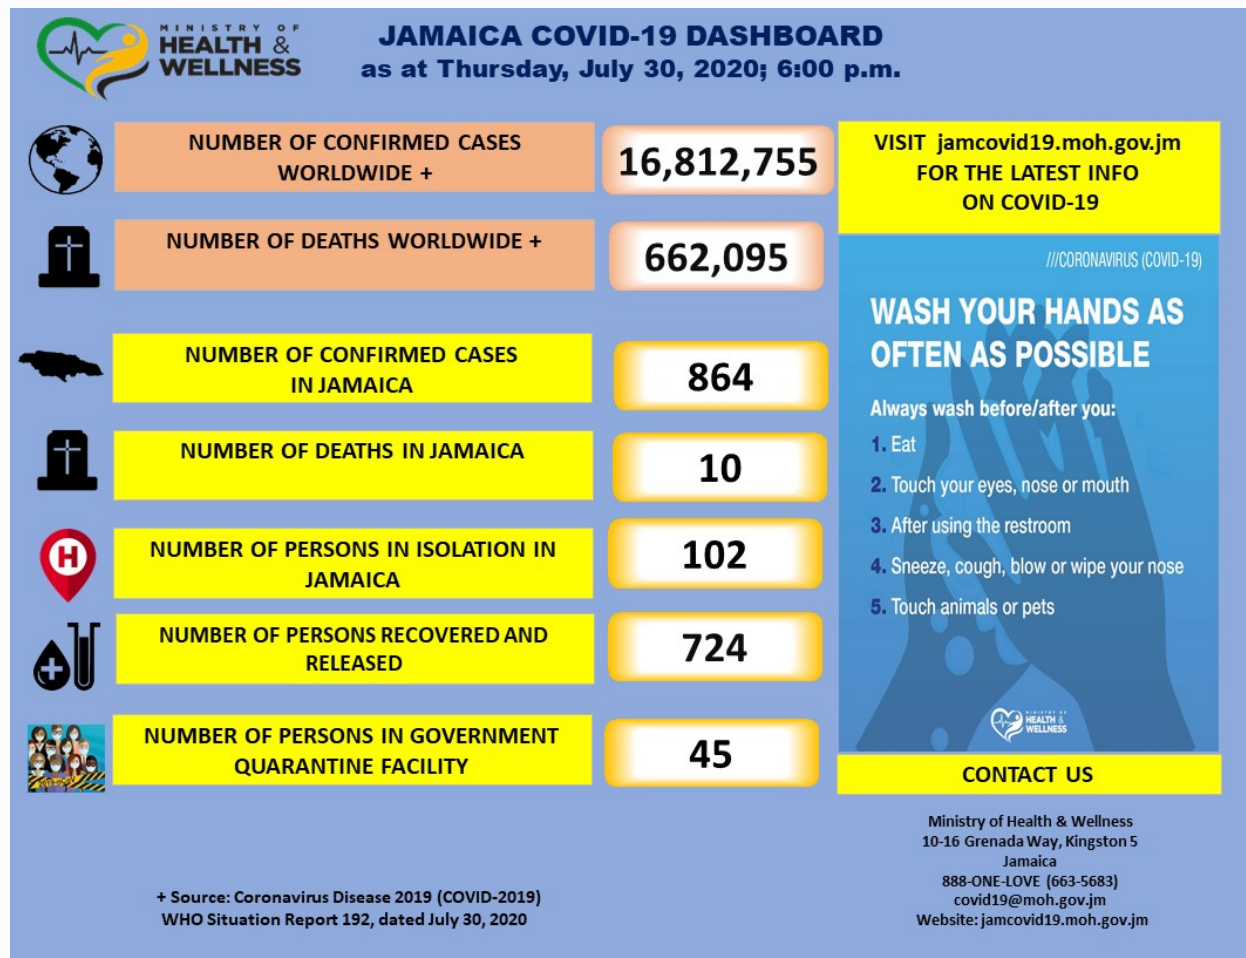 MINISTRY OF
HEALTH &
WELLNESS
JAMAICA COVID-19 DASHBOARD
as at Thursday, July 30, 2020; 6:00 p.m.
NUMBER OF CONFIRMED CASES
WORLDWIDE +
16,812,755
NUMBER OF DEATHS WORLDWIDE +
662,095
NUMBER OF CONFIRMED CASES
IN JAMAICA
864
NUMBER OF DEATHS IN JAMAICA
10
H
NUMBER OF PERSONS IN ISOLATION IN
JAMAICA
102
NUMBER OF PERSONS RECOVERED AND
RELEASED
724
NUMBER OF PERSONS IN GOVERNMENT
QUARANTINE FACILITY
45
+ Source: Coronavirus Disease 2019 (COVID-2019)
WHO Situation Report 192, dated July 30, 2020
VISIT jamcovid19.moh.gov.jm
FOR THE LATEST INFO
ON COVID-19
///CORONAVIRUS (COVID-19)
WASH YOUR HANDS AS
OFTEN AS POSSIBLE
Always wash before/after you:
1. Eat
2. Touch your eyes, nose or mouth
3. After using the restroom
4. Sneeze, cough, blow or wipe your nose
5. Touch animals or pets
MINISTRY OF
HEALTH &
WELLNESS
CONTACT US
Ministry of Health & Wellness
10-16 Grenada Way, Kingston 5
Jamaica
888-ONE-LOVE (663-5683)
covid19@moh.gov.jm
Website: jamcovid19.moh.gov.jm